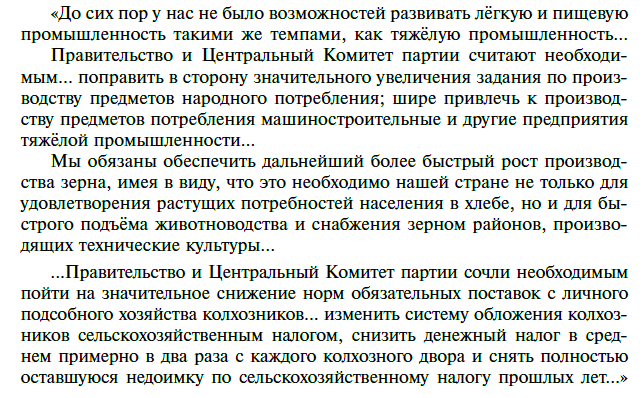 «До сих пор у нас не было возможностей развивать лёгкую и пищевую
промышленность такими же темпами, как тяжёлую промышленность...
Правительство и Центральный Комитет партии считают необходи-
мым... поправить в сторону значительного увеличения задания по произ-
водству предметов народного потребления; шире привлечь к производ-
ству предметов потребления машиностроительные и другие предприятия
тяжёлой промышленности...
Мы обязаны обеспечить дальнейший более быстрый рост производ-
ства зерна, имея в виду, что это необходимо нашей стране не только для
удовлетворения растущих потребностей населения в хлебе, но и для бы-
строго подъёма животноводства и снабжения зерном районов, произво-
дящих технические культуры...
...Правительство и Центральный Комитет партии сочли необходимым
пойти на значительное снижение норм обязательных поставок с личного
подсобного хозяйства колхозников... изменить систему обложения колхоз-
ников сельскохозяйственным налогом, снизить денежный налог в сред-
нем примерно в два раза с каждого колхозного двора и снять полностью
оставшуюся недоимку по сельскохозяйственному налогу прошлых лет...»